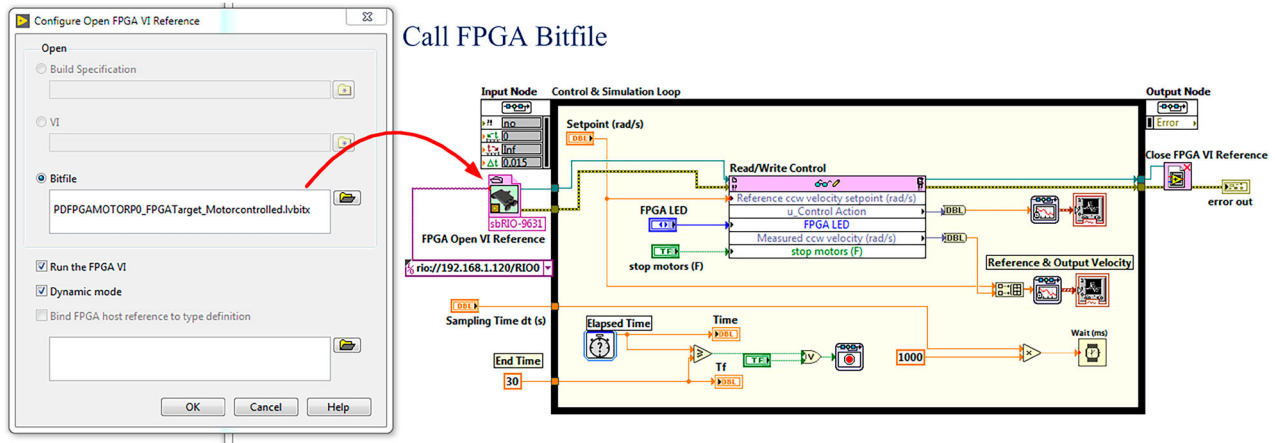 Configure Open FPGA VI Reference
Open
Build Specification
VI
Bitfile
PDFPGAMOTORP0_FPGATarget_Motorcontrolled.lvbitx
Run the FPGA VI
Dynamic mode
Bind FPGA host reference to type definition
OK
Cancel
Help
Call FPGA Bitfile
Input Node
Control & Simulation Loop
Output Node
no
0
Inf
Δt 0.015
Error
Setpoint (rad/s)
DBL
Close FPGA VI Reference
error out
sbRIO-9631
FPGA Open VI Reference
rio://192.168.1.120/RIO0
Read/Write Control
Reference ccw velocity setpoint (rad/s)
u_Control Action
FPGA LED
Measured ccw velocity (rad/s)
stop motors (F)
FPGA LED
TF
stop motors (F)
DBL
DBL
Reference & Output Velocity
DBL
Sampling Time dt (s)
Elapsed Time
Time
DBL
Tf
DBL
TF
V
End Time
30
1000
Wait (ms)